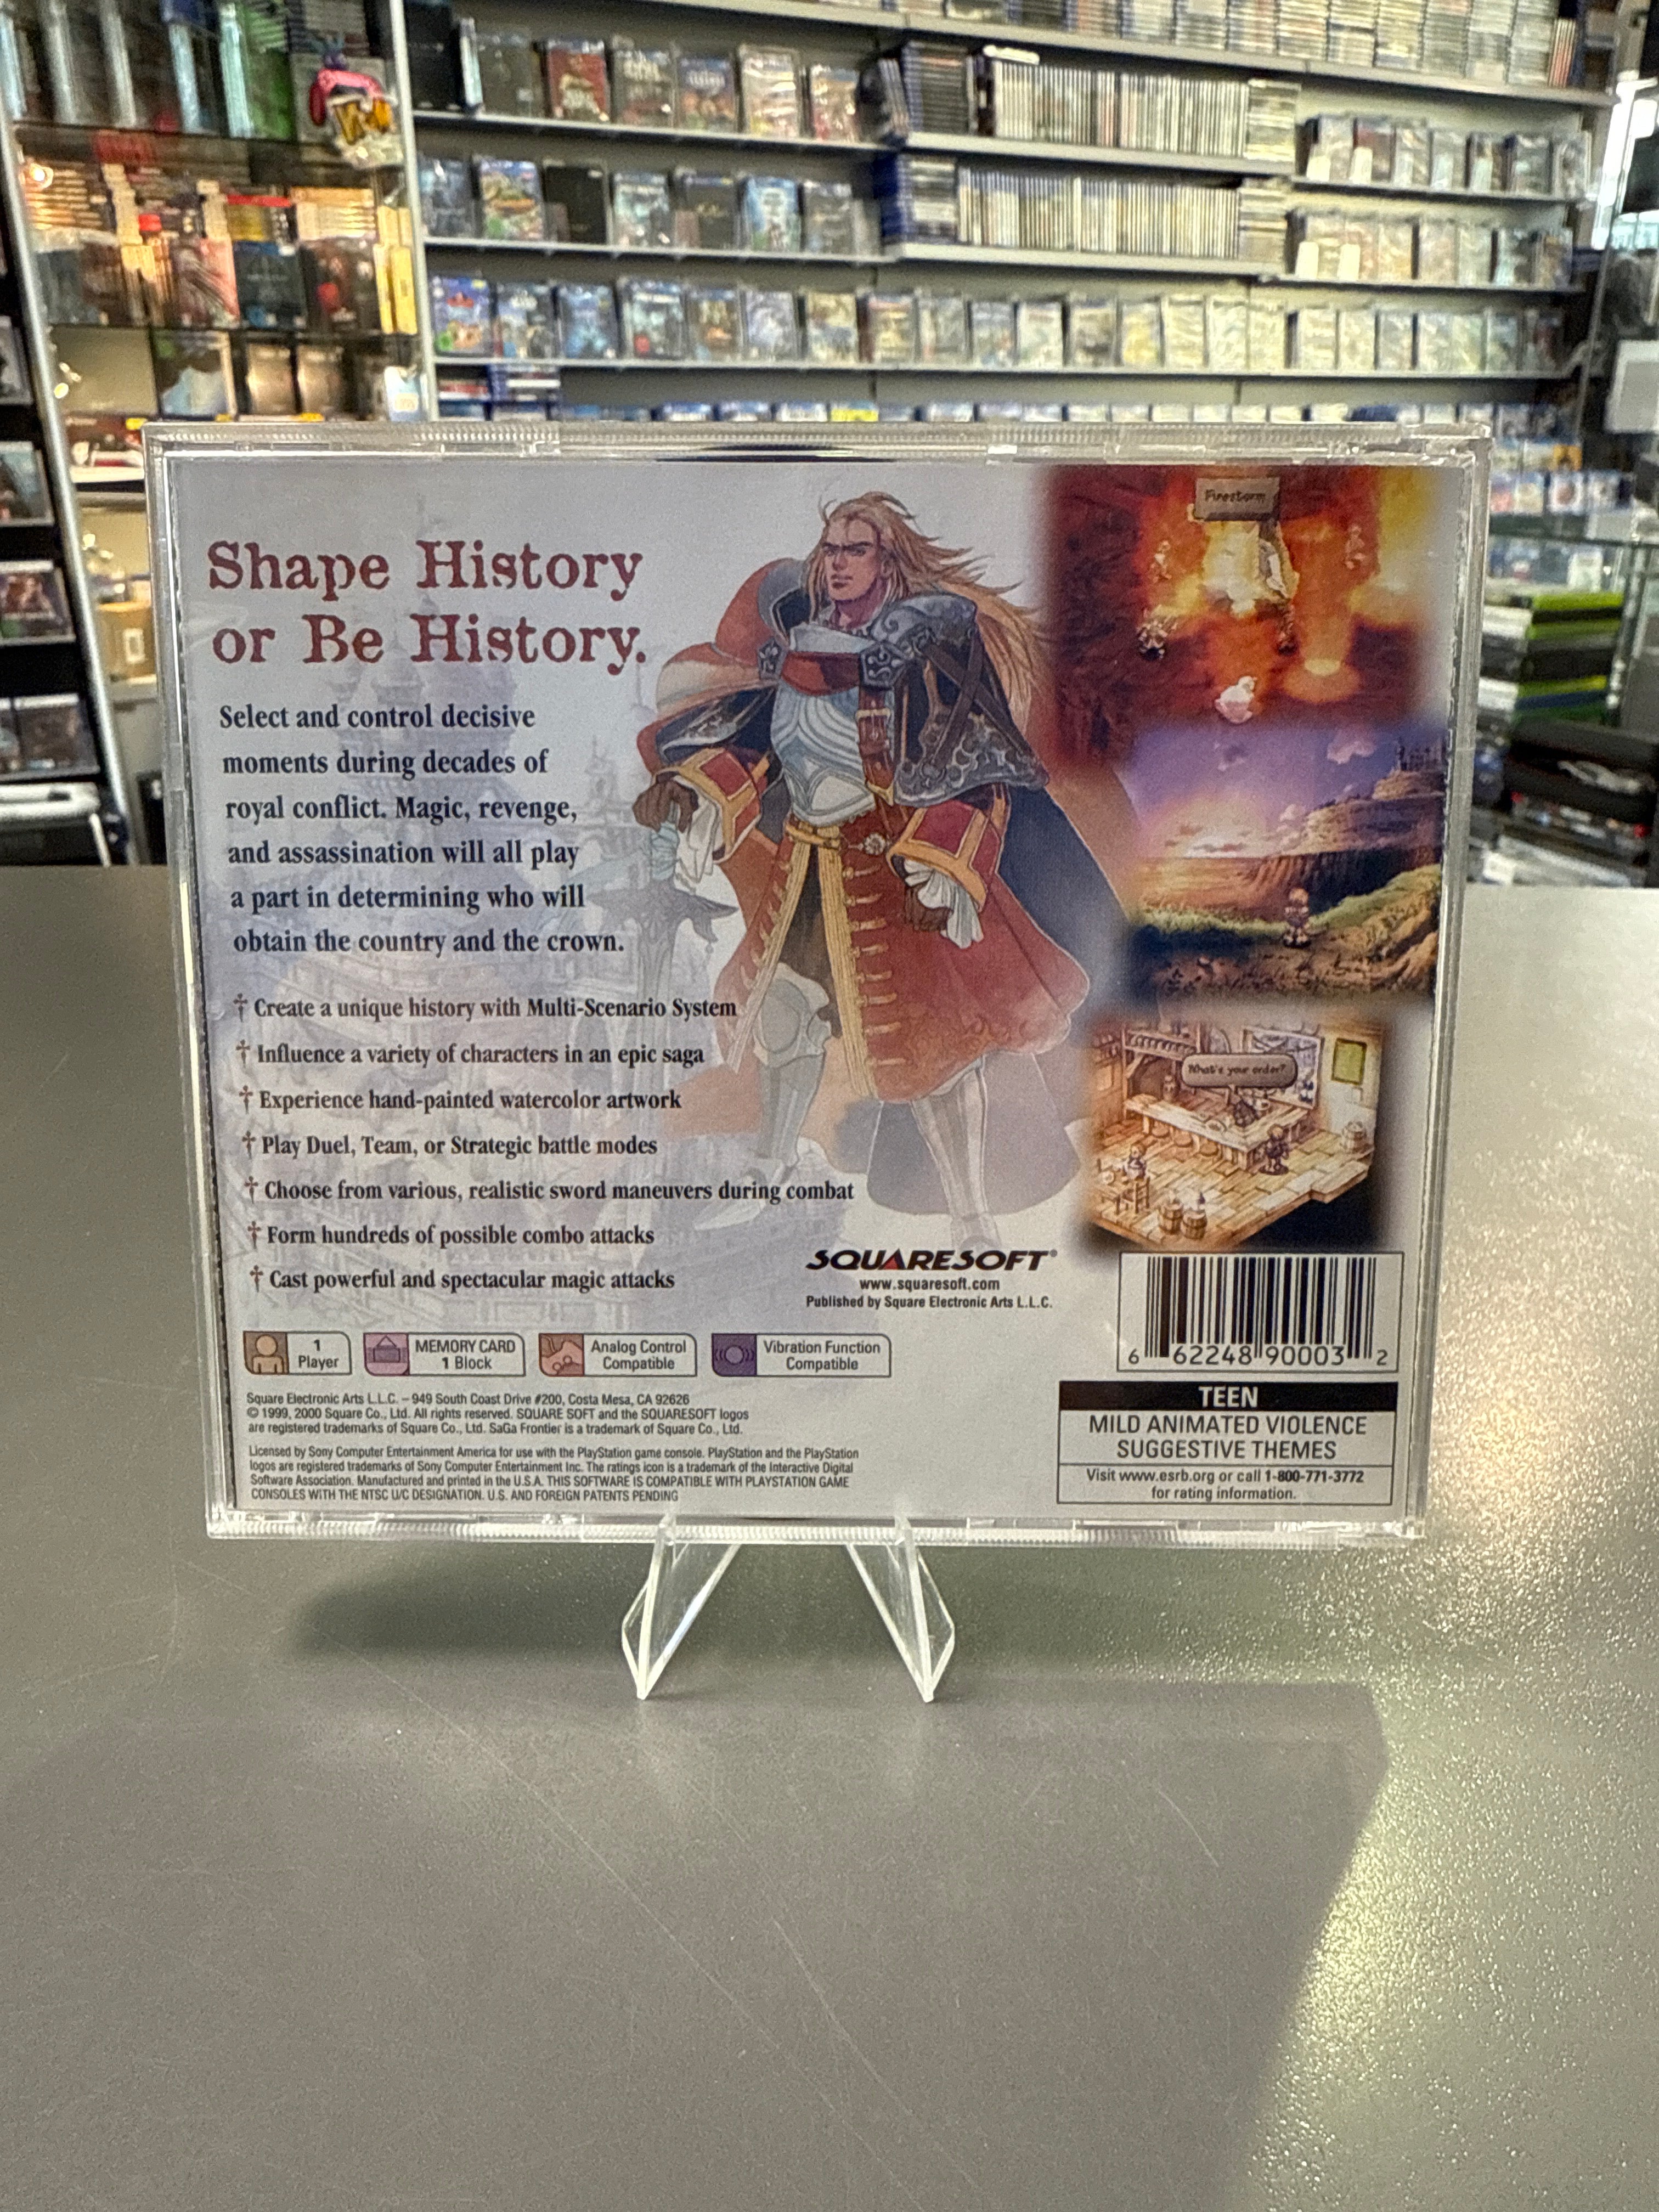 Shape History
or Be History.
Select and control decisive
moments during decades of
royal conflict. Magic, revenge,
and assassination will all play
a part in determining who will
obtain the country and the crown.
† Create a unique history with Multi-Scenario System
† Influence a variety of characters in an epic saga
† Experience hand-painted watercolor artwork
† Play Duel, Team, or Strategic battle modes
† Choose from various, realistic sword maneuvers during combat
† Form hundreds of possible combo attacks
† Cast powerful and spectacular magic attacks
Firestorm
What's your order?
SQUARESOFT®
www.squaresoft.com
Published by Square Electronic Arts L.L.C.
6 62248 90003 2
1
Player
MEMORY CARD
1 Block
Analog Control
Compatible
Vibration Function
Compatible
Square Electronic Arts L.L.C. – 949 South Coast Drive #200, Costa Mesa, CA 92626
© 1999, 2000 Square Co., Ltd. All rights reserved. SQUARE SOFT and the SQUARESOFT logos
are registered trademarks of Square Co., Ltd. SaGa Frontier is a trademark of Square Co., Ltd.
Licensed by Sony Computer Entertainment America for use with the PlayStation game console. PlayStation and the PlayStation
logos are registered trademarks of Sony Computer Entertainment Inc. The ratings icon is a trademark of the Interactive Digital
Software Association. Manufactured and printed in the U.S.A. THIS SOFTWARE IS COMPATIBLE WITH PLAYSTATION GAME
CONSOLES WITH THE NTSC U/C DESIGNATION. U.S. AND FOREIGN PATENTS PENDING
TEEN
MILD ANIMATED VIOLENCE
SUGGESTIVE THEMES
Visit www.esrb.org or call 1-800-771-3772
for rating information.